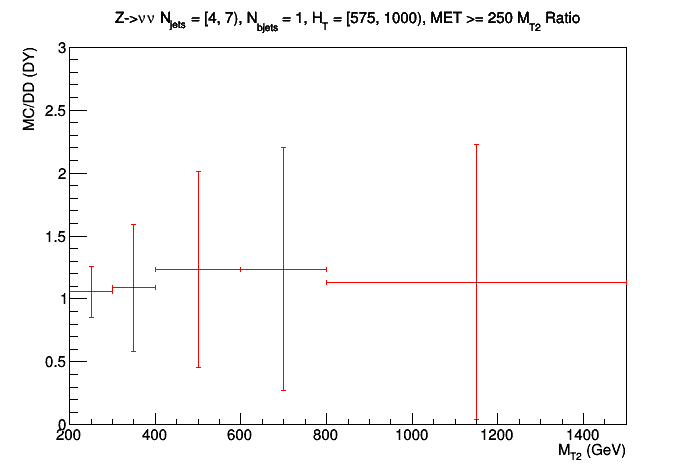 Z->νν N_jets = [4, 7), N_bjets = 1, H_T = [575, 1000), MET >= 250 M_T2 Ratio
MC/DD (DY)
3
2.5
2
1.5
1
0.5
0
200 400 600 800 1000 1200 1400
M_T2 (GeV)